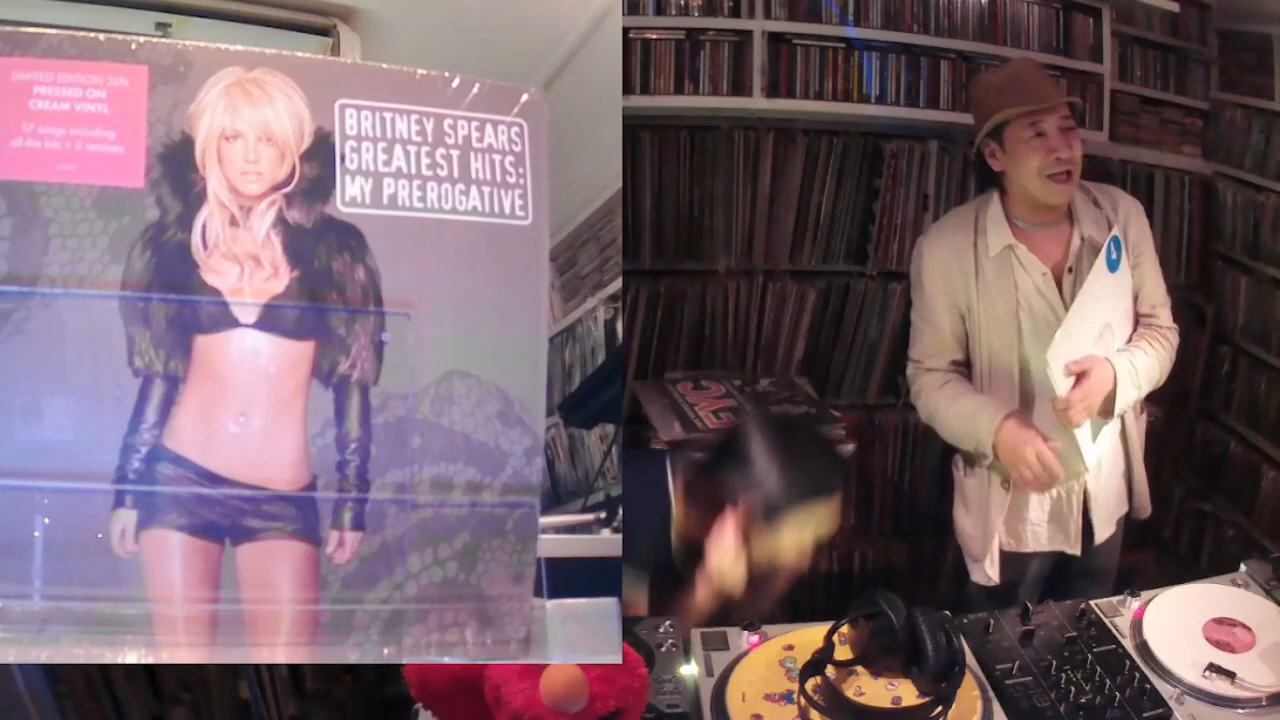 LIMITED EDITION 2LPs
PRESSED ON
CREAM VINYL
17 songs including
all the hits + 3 remixes
BRITNEY SPEARS
GREATEST HITS:
MY PREROGATIVE